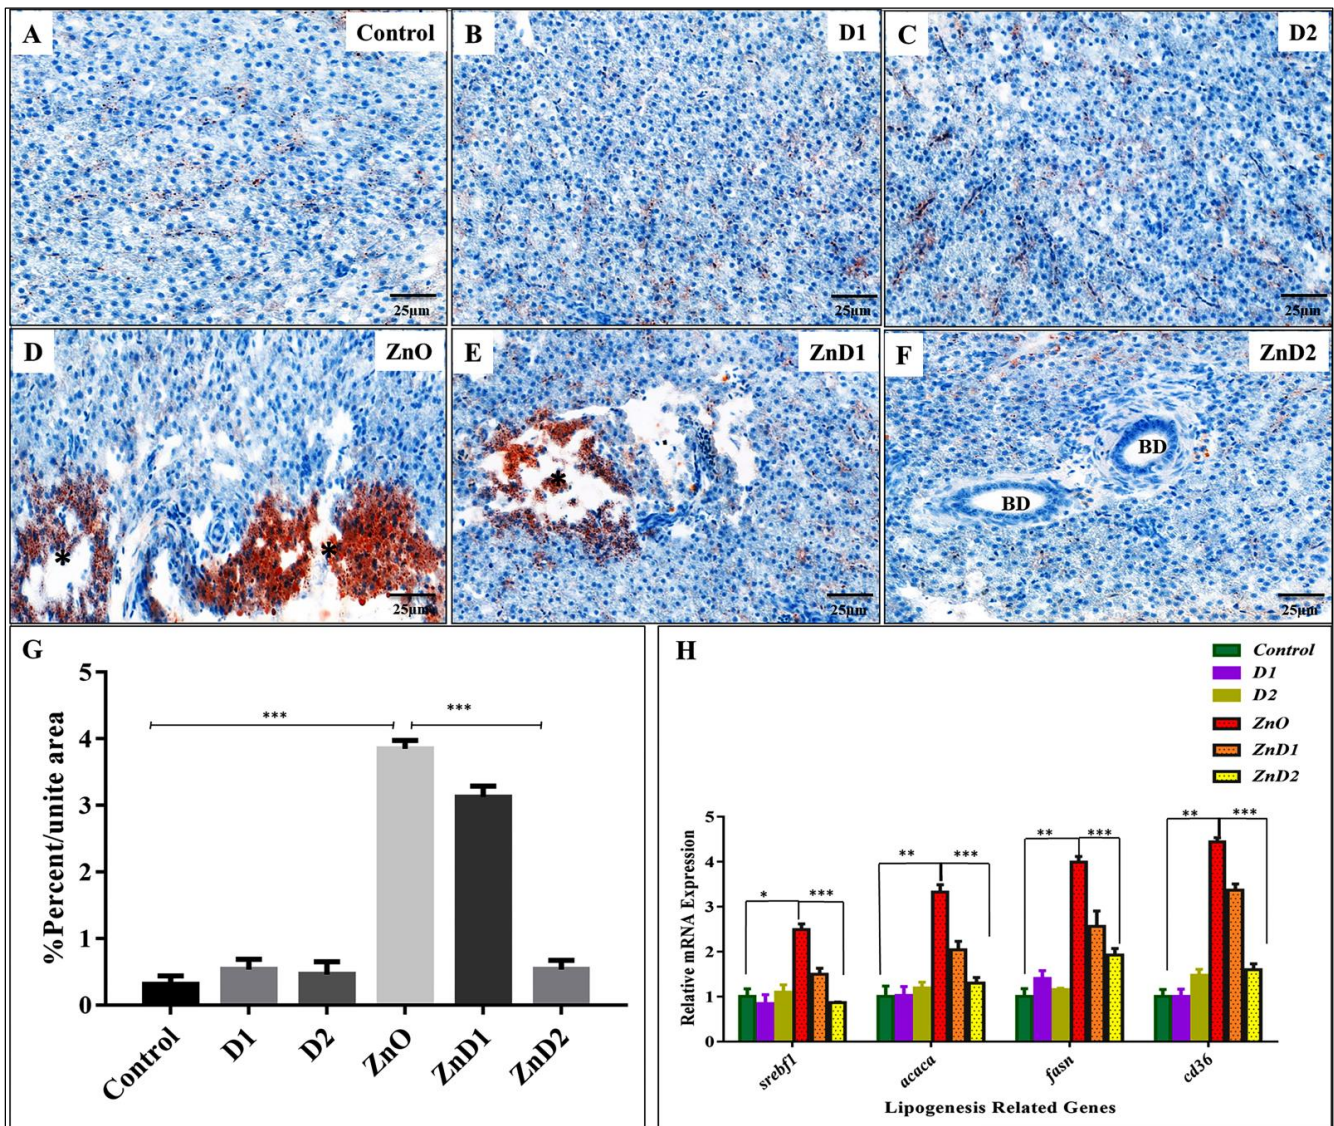 A Control
B D1
C D2
25µm
25µm
25µm
D ZnO
E ZnD1
F ZnD2
*
*
*
BD
BD
25µm
25µm
25µm
G
%Percent/unite area
5
4
3
2
1
0
***
***
Control
D1
D2
ZnO
ZnD1
ZnD2
H
Control
D1
D2
ZnO
ZnD1
ZnD2
Relative mRNA Expression
5
4
3
2
1
0
* ***
** ***
** ***
** ***
srebf1
acaca
fasn
cd36
Lipogenesis Related Genes